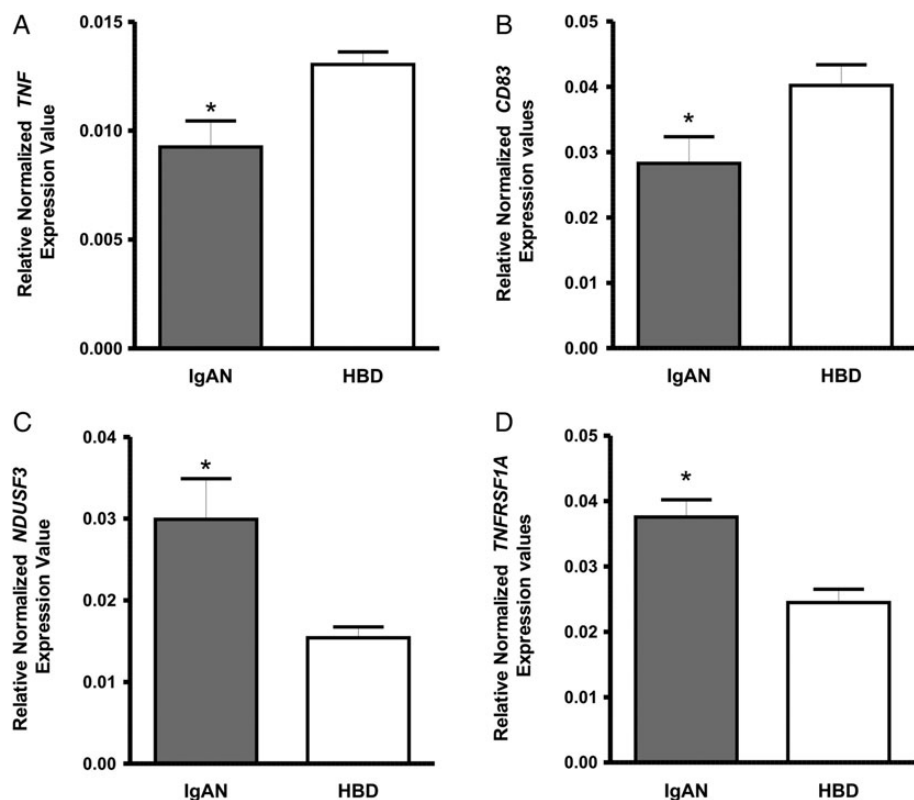 A
Relative Normalized TNF
Expression Value
0.015
0.010
0.005
0.000
*
IgAN
HBD
B
Relative Normalized CD83
Expression values
0.05
0.04
0.03
0.02
0.01
0.00
*
IgAN
HBD
C
Relative Normalized NDUSF3
Expression Value
0.04
0.03
0.02
0.01
0.00
*
IgAN
HBD
D
Relative Normalized TNFRSF1A
Expression values
0.05
0.04
0.03
0.02
0.01
0.00
*
IgAN
HBD